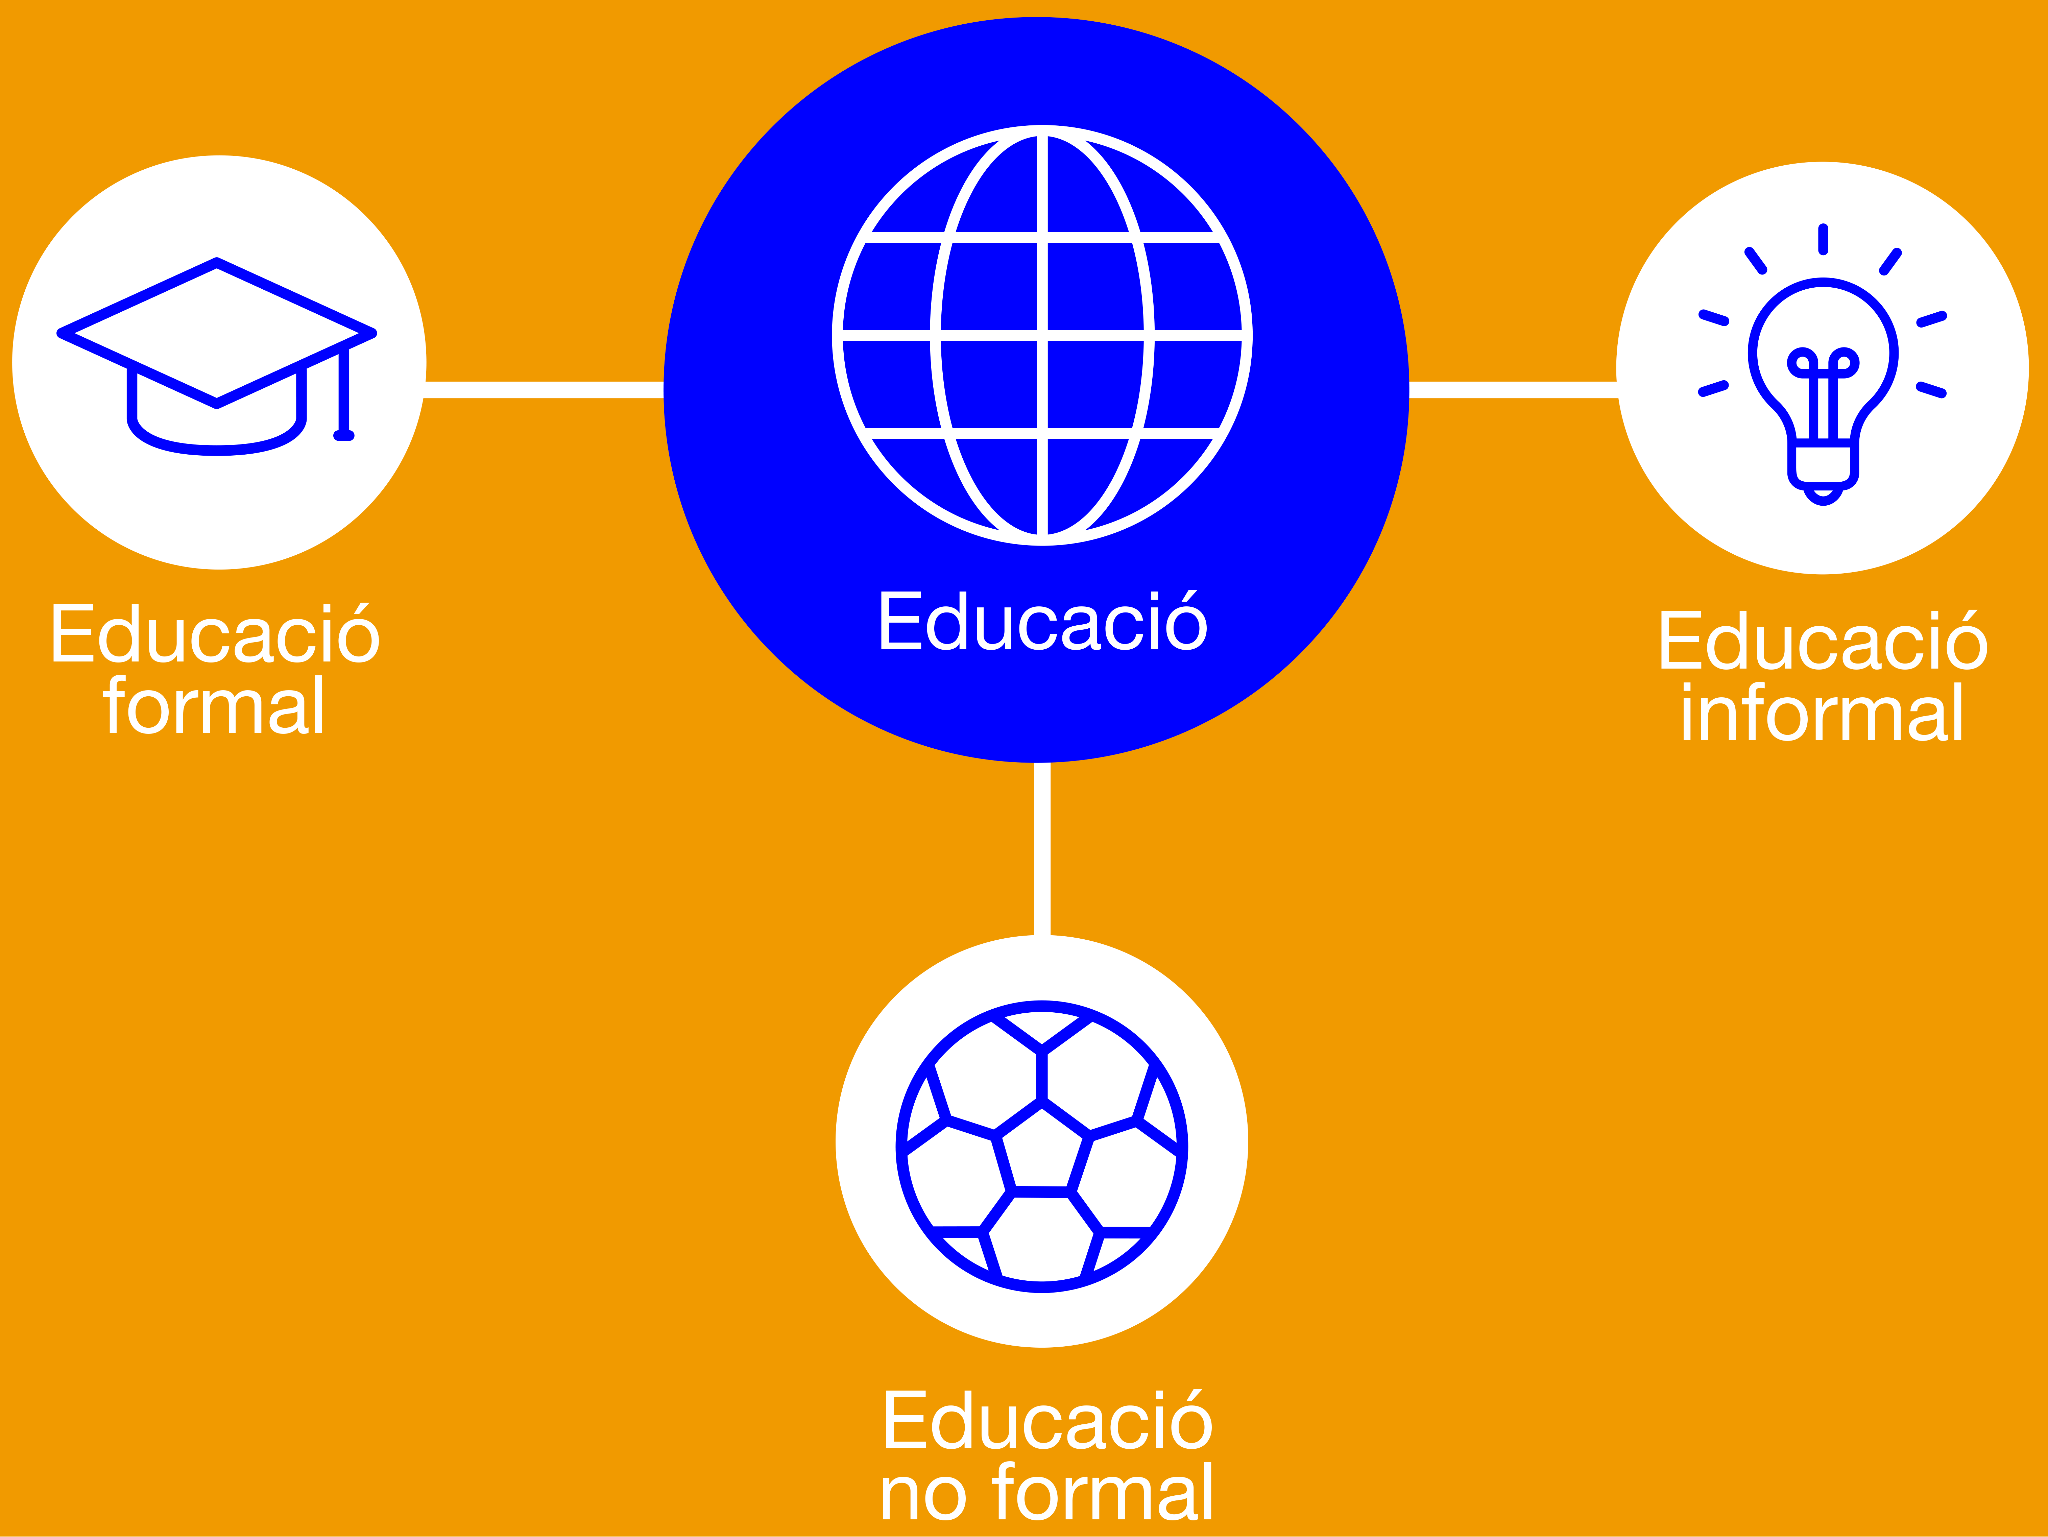 Educació
Educació
formal
Educació
informal
Educació
no formal